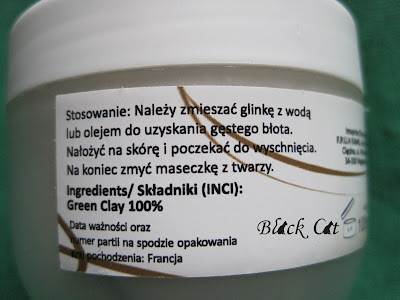 Stosowanie: Należy zmieszać glinkę z wodą
lub olejem do uzyskania gęstego błota.
Nałożyć na skórę i poczekać do wyschnięcia.
Na koniec zmyć maseczkę z twarzy.
Ingredients/ Składniki (INCI):
Green Clay 100%
Data ważności oraz
numer partii na spodzie opakowania
kraj pochodzenia: Francja
Black Cat